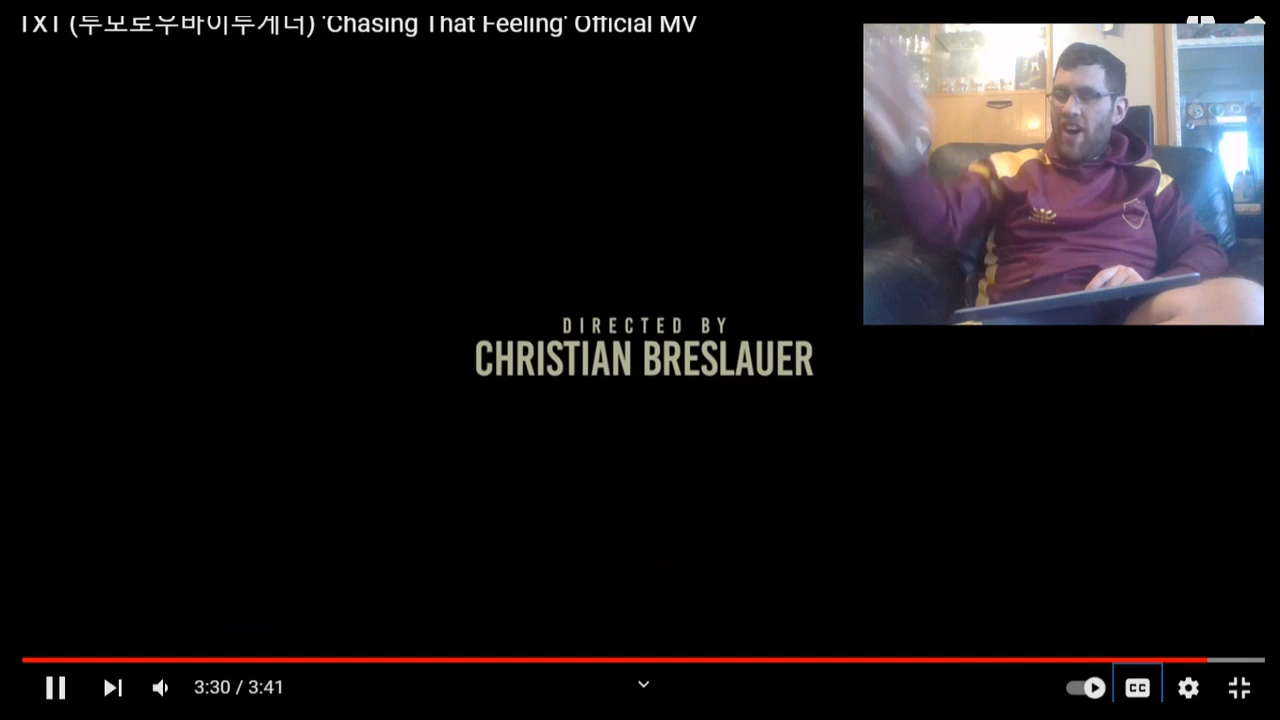 TXT (투모로우바이투게더) 'Chasing That Feeling' Official MV
DIRECTED BY
CHRISTIAN BRESLAUER
3:30 / 3:41
CC